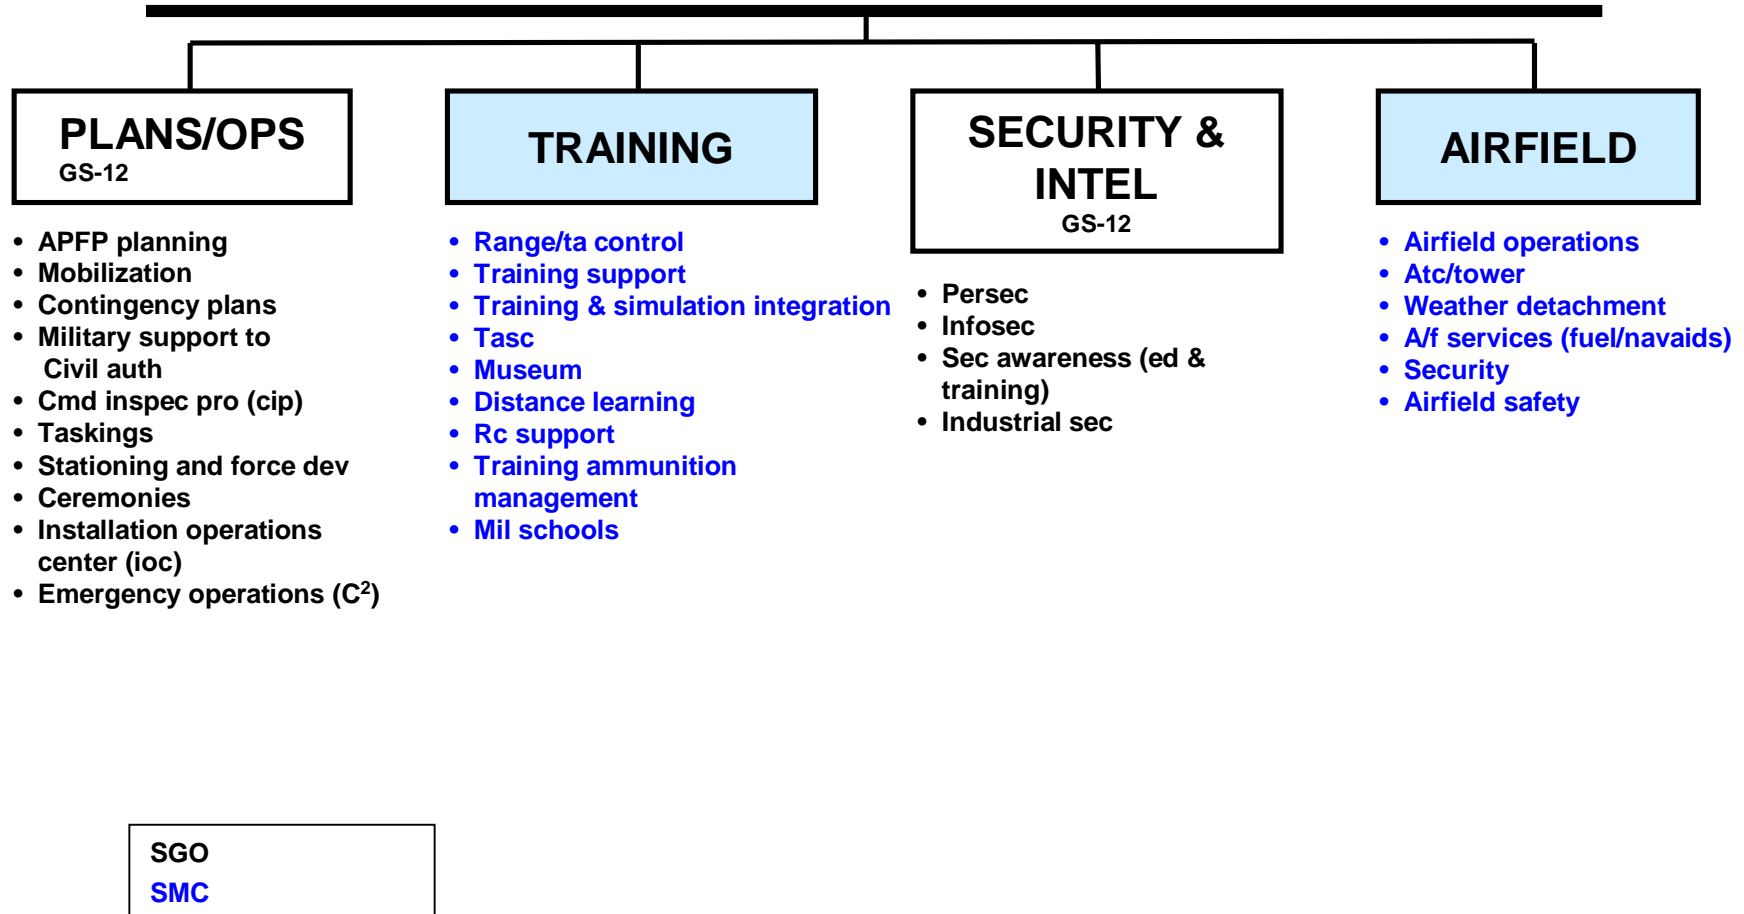 PLANS/OPS
GS-12
• APFP planning
• Mobilization
• Contingency plans
• Military support to
Civil auth
• Cmd inspec pro (cip)
• Taskings
• Stationing and force dev
• Ceremonies
• Installation operations
center (ioc)
• Emergency operations (C²)
TRAINING
• Range/ta control
• Training support
• Training & simulation integration
• Tasc
• Museum
• Distance learning
• Rc support
• Training ammunition
management
• Mil schools
SECURITY &
INTEL
GS-12
• Persec
• Infosec
• Sec awareness (ed &
training)
• Industrial sec
AIRFIELD
• Airfield operations
• Atc/tower
• Weather detachment
• A/f services (fuel/navaids)
• Security
• Airfield safety
SGO
SMC